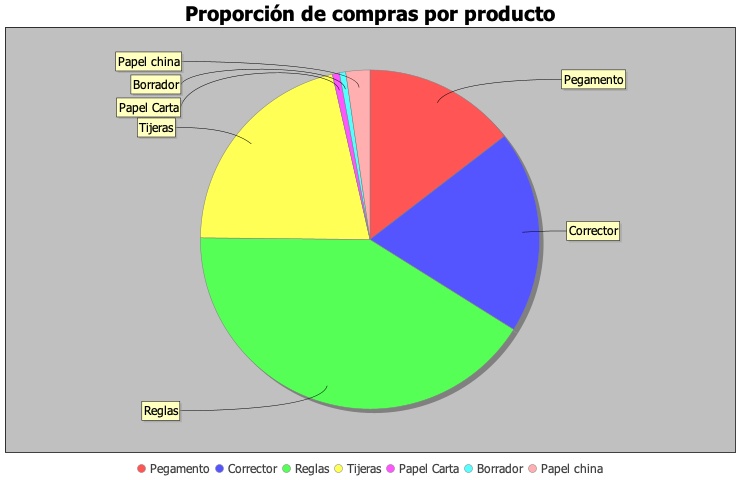 Proporción de compras por producto
Papel china
Borrador
Papel Carta
Tijeras
Pegamento
Corrector
Reglas
Pegamento Corrector Reglas Tijeras Papel Carta Borrador Papel china